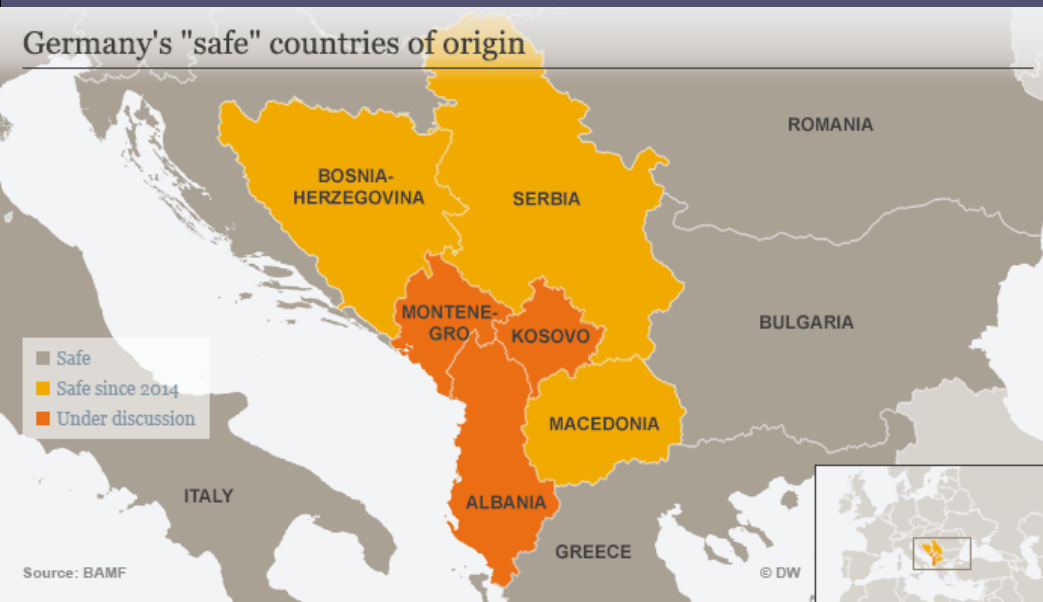 Germany's "safe" countries of origin
ROMANIA
BOSNIA-
HERZEGOVINA
SERBIA
MONTENE-
GRO
KOSOVO
BULGARIA
Safe
Safe since 2014
Under discussion
MACEDONIA
ITALY
ALBANIA
GREECE
Source: BAMF
© DW